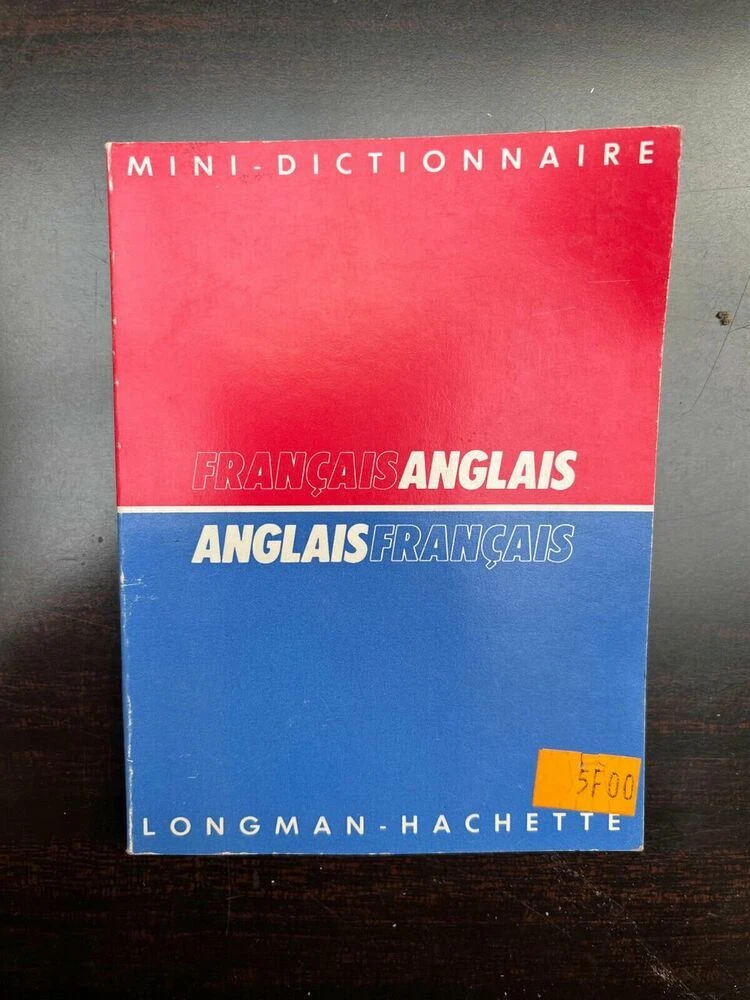 MINI-DICTIONNAIRE
FRANÇAISANGLAIS
ANGLAISFRANÇAIS
5F00
LONGMAN-HACHETTE